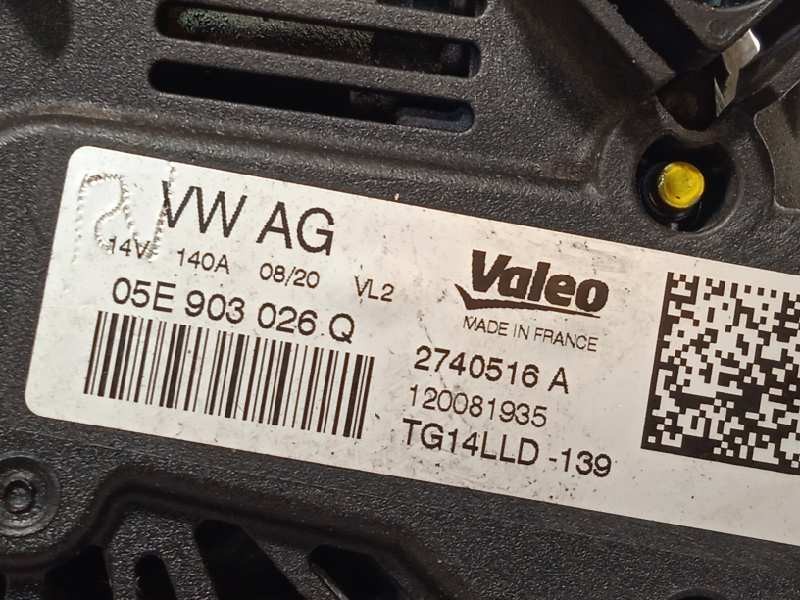 VW AG
14V 140A 08/20 VL2
05E 903 026 Q
Valeo
MADE IN FRANCE
2740516 A
120081935
TG14LLD -139